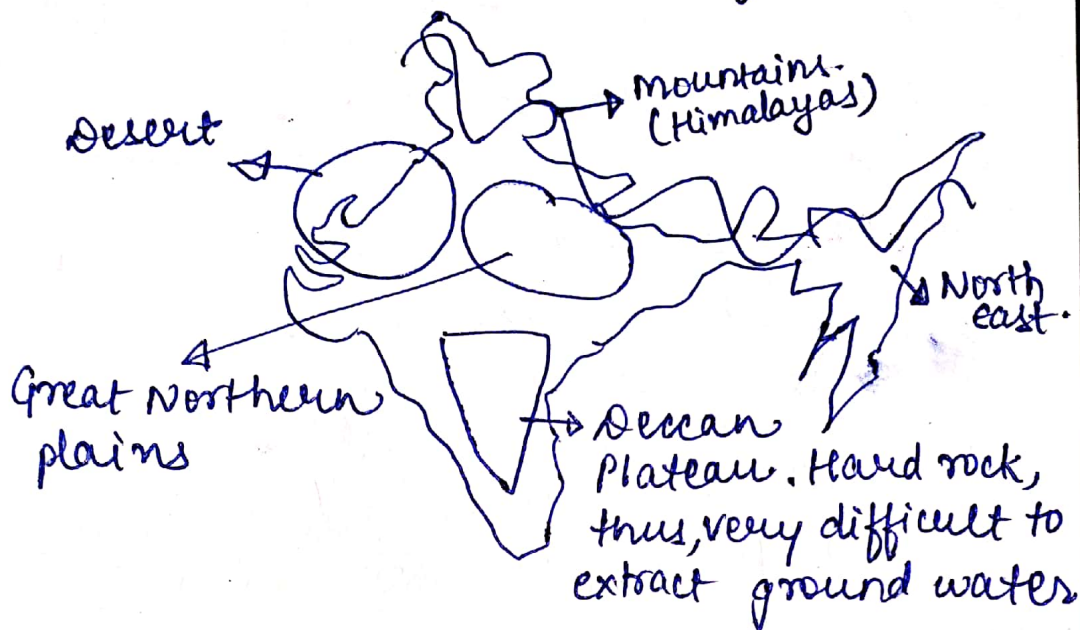 Mountains.
(Himalayas)
Desert
North
east.
Great Northern
plains
Deccan
Plateau. Hard rock,
thus, very difficult to
extract ground water